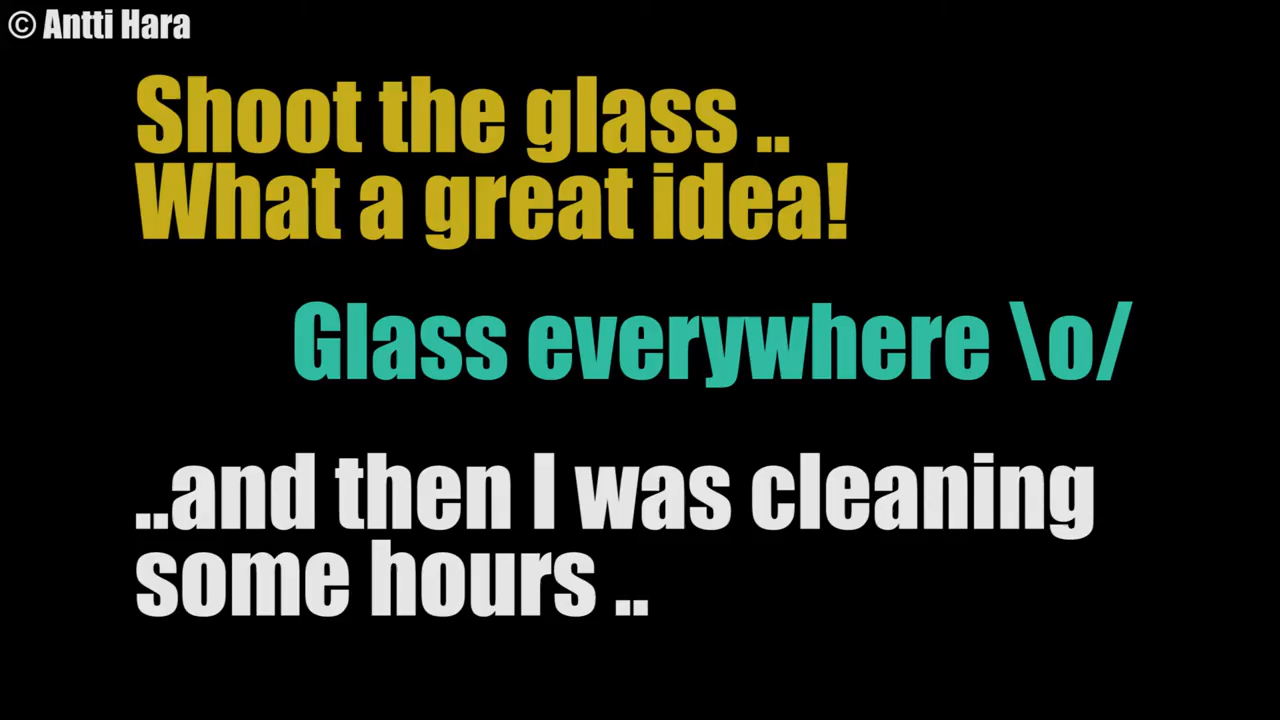 © Antti Hara
Shoot the glass ..
What a great idea!
Glass everywhere \o/
..and then I was cleaning
some hours ..